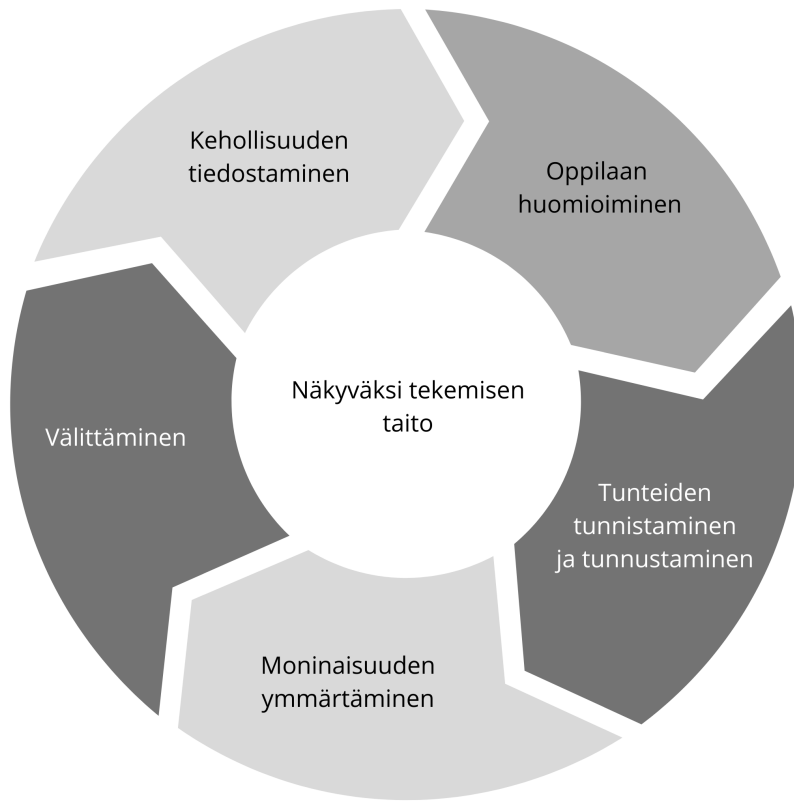 Kehollisuuden
tiedostaminen
Oppilaan
huomioiminen
Näkyväksi tekemisen
taito
Välittäminen
Tunteiden
tunnistaminen
ja tunnustaminen
Moninaisuuden
ymmärtäminen